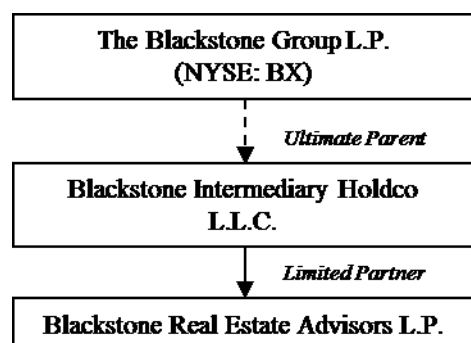 The Blackstone Group L.P.
(NYSE: BX)
Ultimate Parent
Blackstone Intermediary Holdco
L.L.C.
Limited Partner
Blackstone Real Estate Advisors L.P.